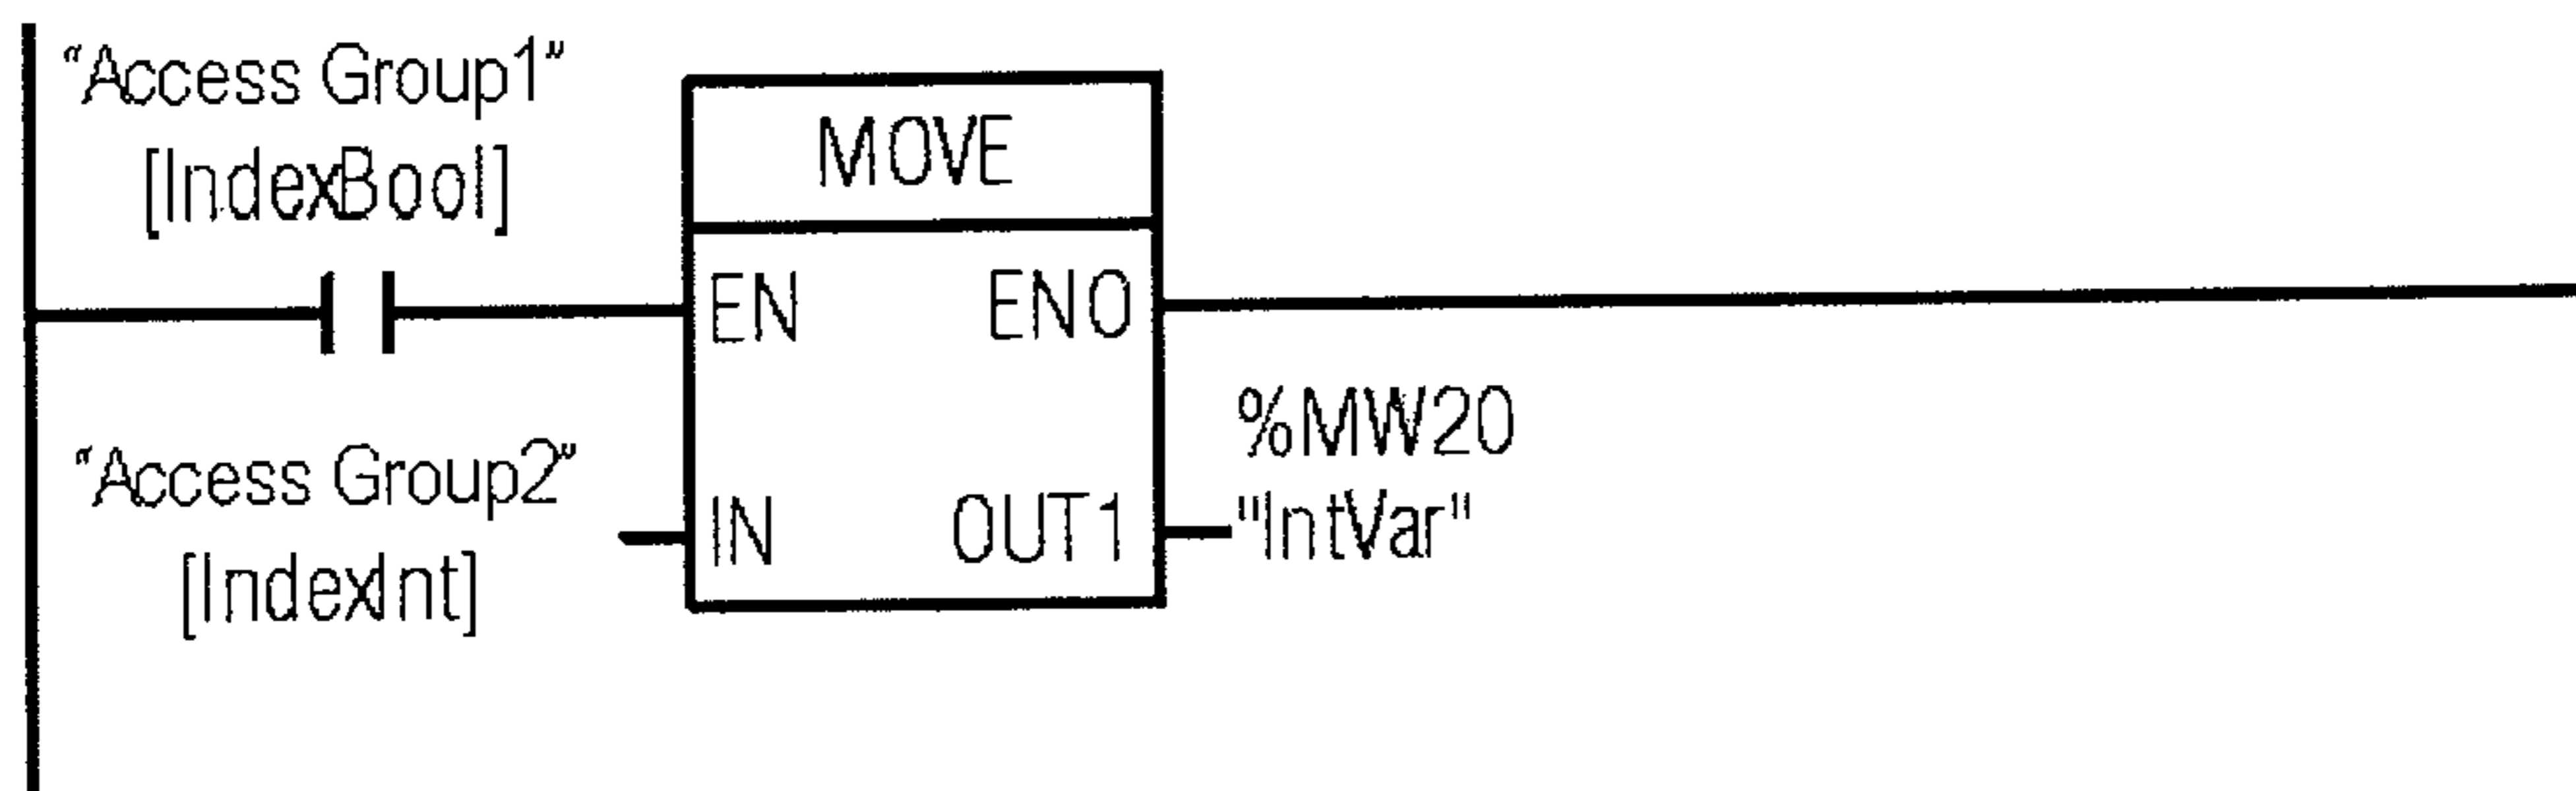 “Access Group1”
[IndexBool]
MOVE
EN ENO
%MW20
“Access Group2”
IN OUT1 "IntVar"
[IndexInt]